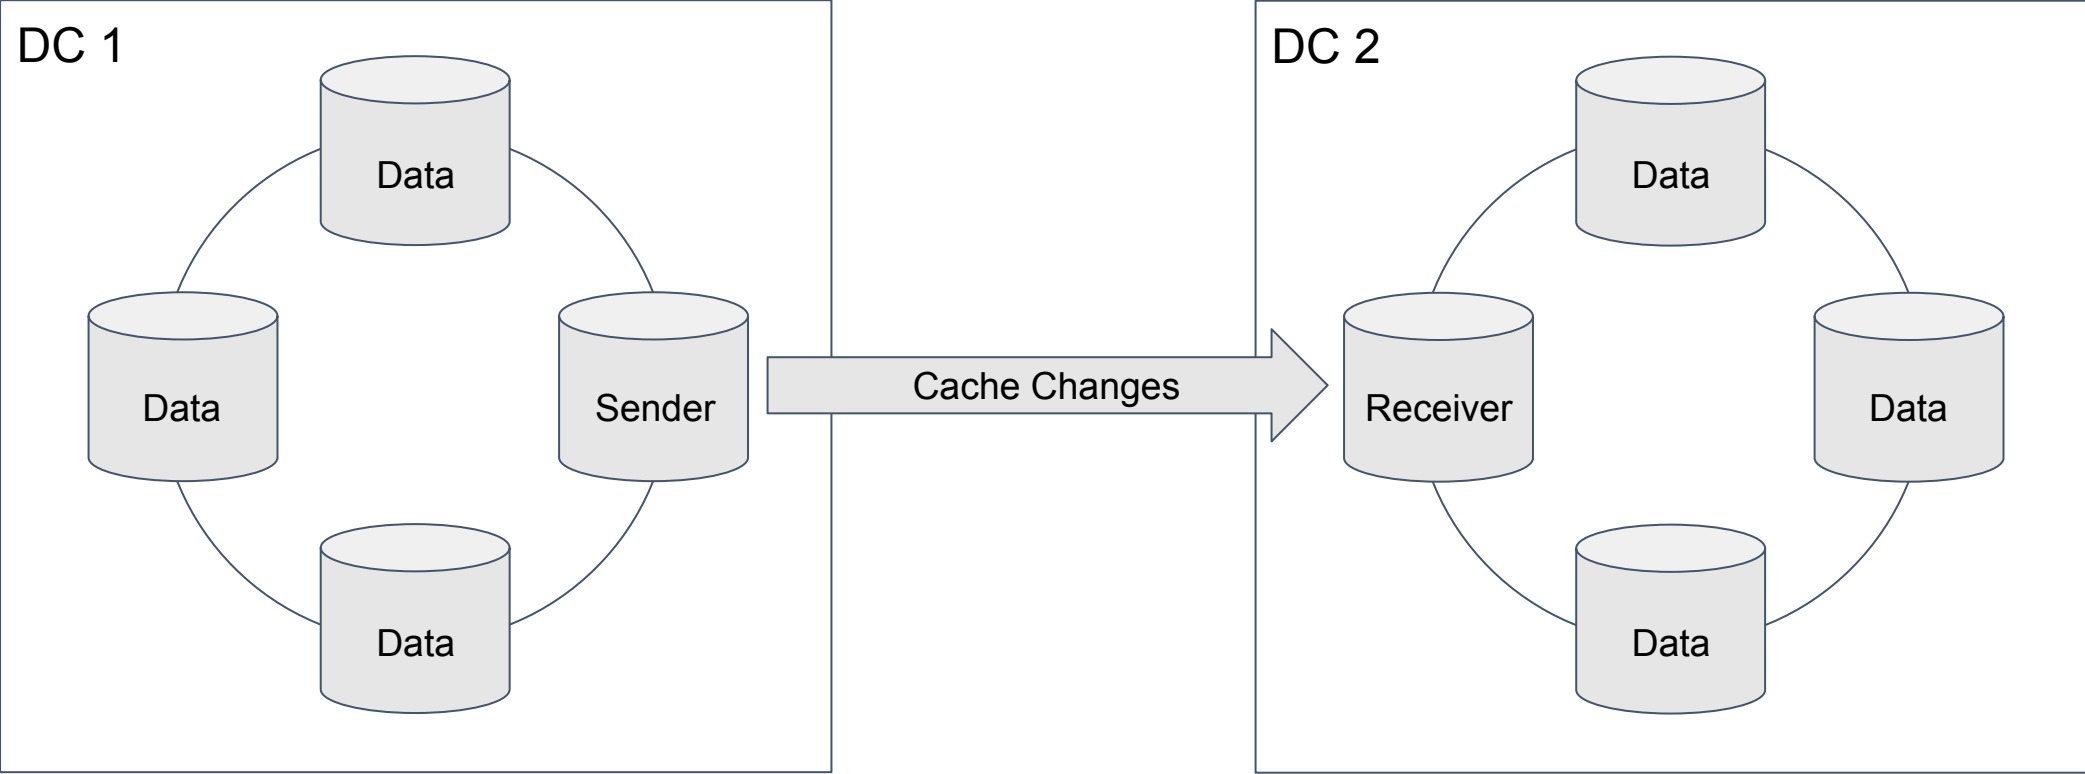 DC 1
Data
Data
Sender
Data
Cache Changes
DC 2
Data
Receiver
Data
Data